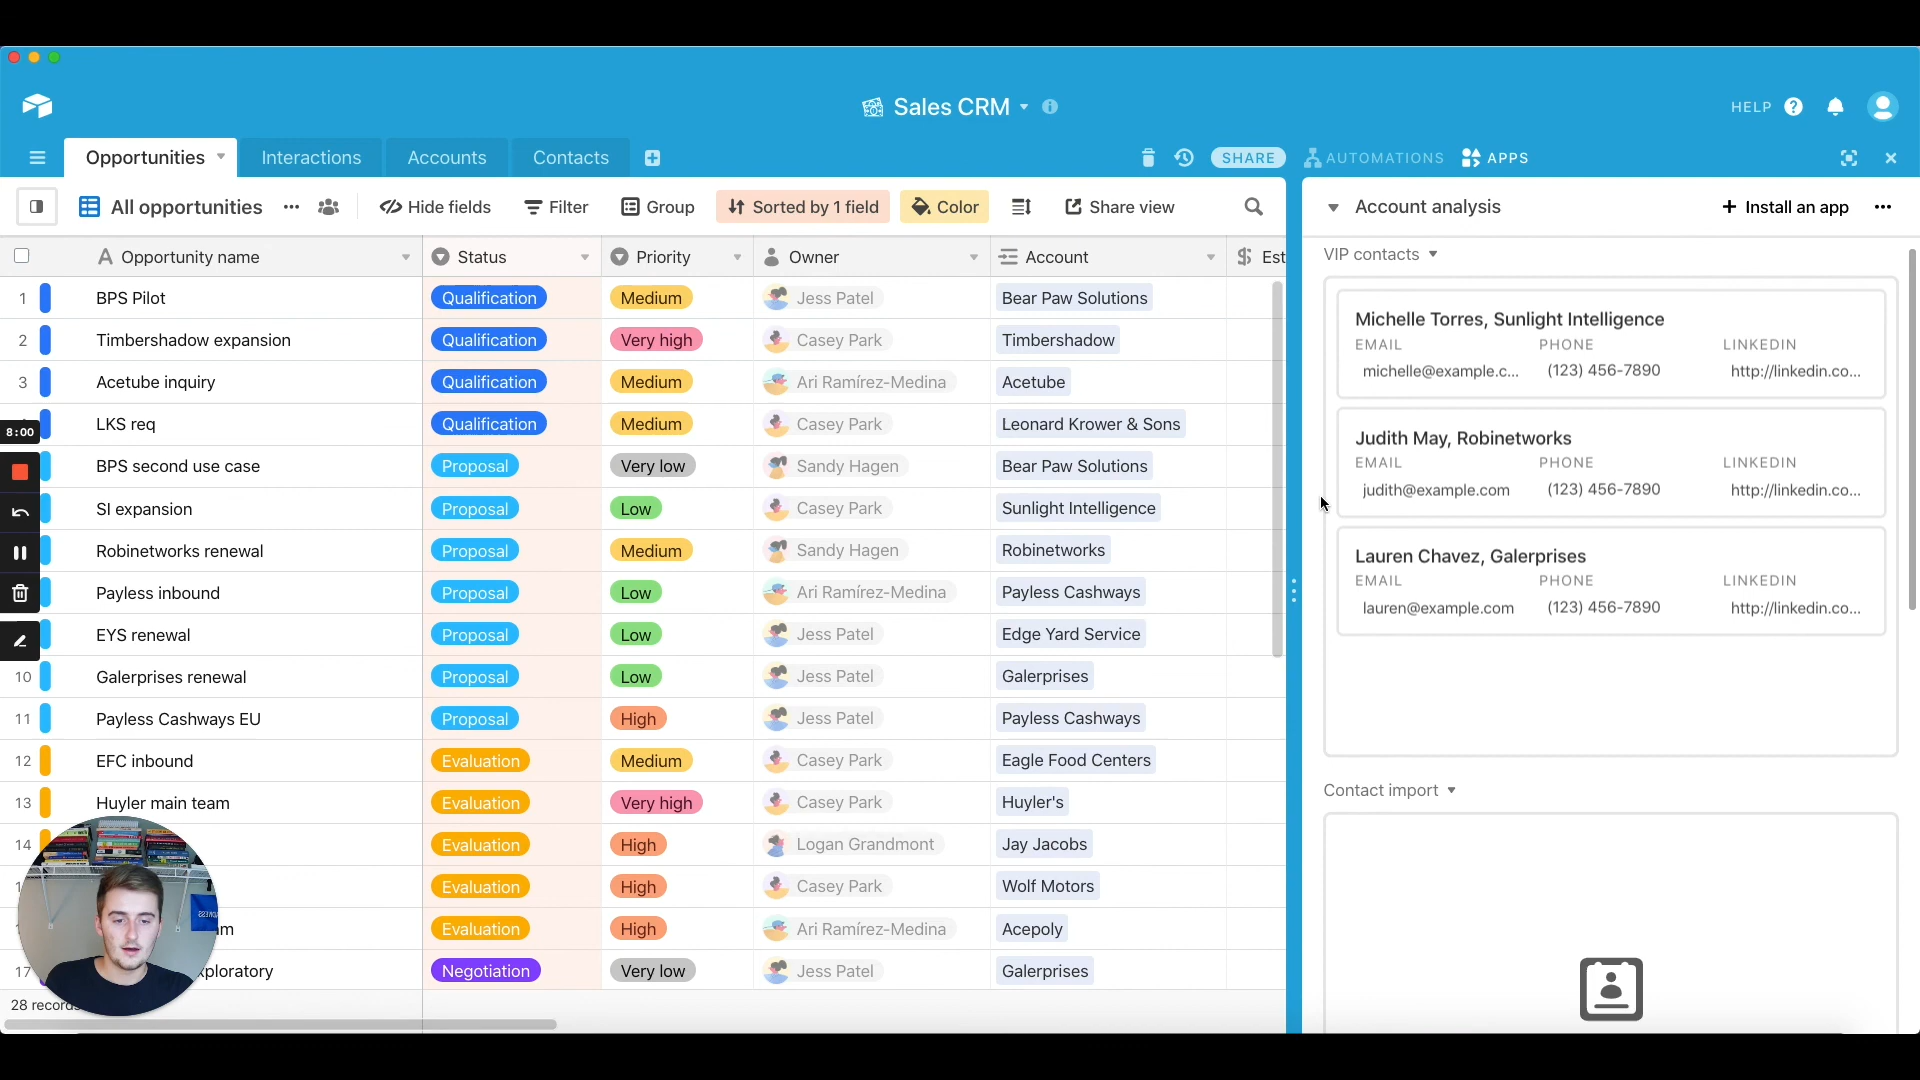 Sales CRM
HELP
Opportunities
Interactions
Accounts
Contacts
SHARE
AUTOMATIONS
APPS
All opportunities
Hide fields
Filter
Group
Sorted by 1 field
Color
Share view
Account analysis
Install an app
Opportunity name
Status
Priority
Owner
Account
Est
1 BPS Pilot Qualification Medium Jess Patel Bear Paw Solutions
2 Timbershadow expansion Qualification Very high Casey Park Timbershadow
3 Acetube inquiry Qualification Medium Ari Ramírez-Medina Acetube
LKS req Qualification Medium Casey Park Leonard Krower & Sons
8:00
BPS second use case Proposal Very low Sandy Hagen Bear Paw Solutions
SI expansion Proposal Low Casey Park Sunlight Intelligence
Robinetworks renewal Proposal Medium Sandy Hagen Robinetworks
Payless inbound Proposal Low Ari Ramírez-Medina Payless Cashways
EYS renewal Proposal Low Jess Patel Edge Yard Service
10 Galerprises renewal Proposal Low Jess Patel Galerprises
11 Payless Cashways EU Proposal High Jess Patel Payless Cashways
12 EFC inbound Evaluation Medium Casey Park Eagle Food Centers
13 Huyler main team Evaluation Very high Casey Park Huyler's
14 Evaluation High Logan Grandmont Jay Jacobs
Evaluation High Casey Park Wolf Motors
m Evaluation High Ari Ramírez-Medina Acepoly
17 xploratory Negotiation Very low Jess Patel Galerprises
28 records
VIP contacts
Michelle Torres, Sunlight Intelligence
EMAIL PHONE LINKEDIN
michelle@example.c... (123) 456-7890 http://linkedin.co...
Judith May, Robinetworks
EMAIL PHONE LINKEDIN
judith@example.com (123) 456-7890 http://linkedin.co...
Lauren Chavez, Galerprises
EMAIL PHONE LINKEDIN
lauren@example.com (123) 456-7890 http://linkedin.co...
Contact import